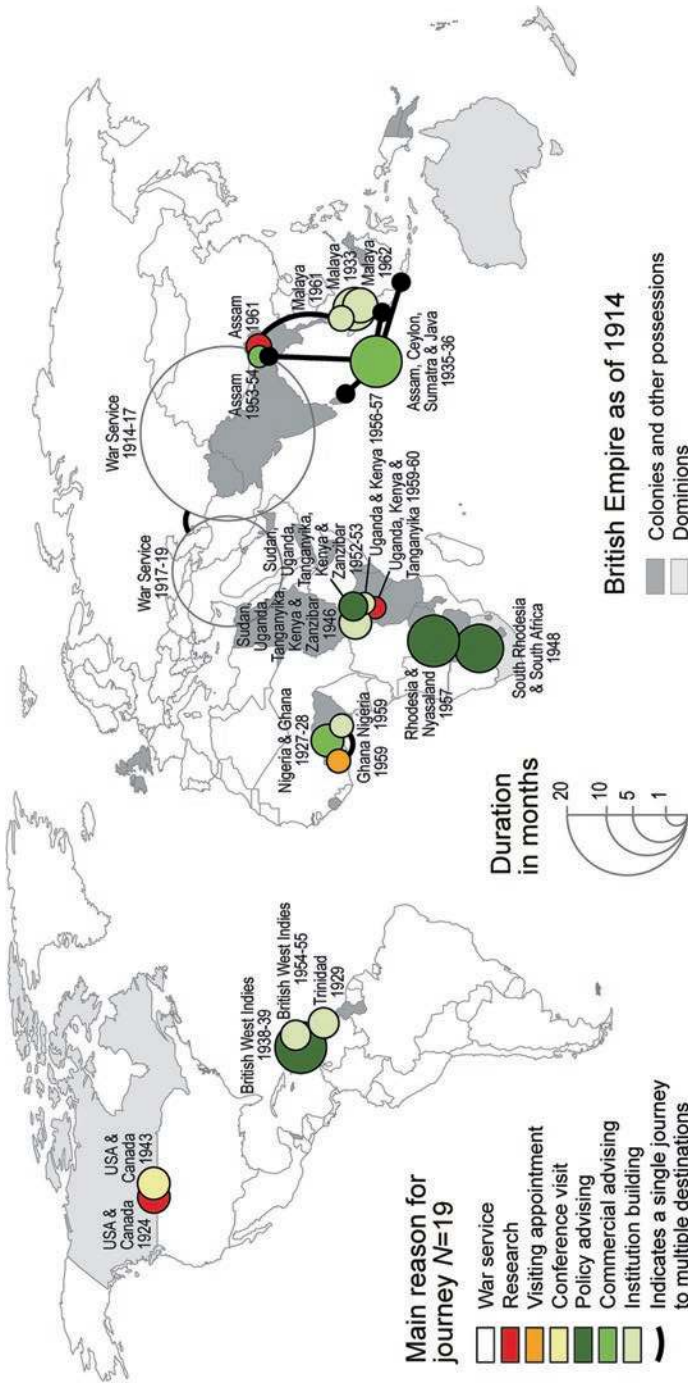 USA &
Canada
1924
USA &
Canada
1943
British West Indies
1938-39
British West Indies
1954-55
Trinidad
1929
War Service
1917-19
War Service
1914-17
Nigeria & Ghana
1927-28
Ghana
1959
Nigeria
1959
Sudan,
Uganda,
Tanganyika,
Kenya &
Zanzibar
1946
Sudan,
Uganda,
Tanganyika,
Kenya &
Zanzibar
1952-53
Uganda & Kenya 1956-57
Uganda, Kenya &
Tanganyika 1959-60
Rhodesia &
Nyasaland
1957
South Rhodesia
& South Africa
1948
Assam
1953-54
Assam
1961
Malaya
1961
Malaya
1933
Malaya
1962
Assam, Ceylon,
Sumatra & Java
1935-36
Main reason for
journey N=19
War service
Research
Visiting appointment
Conference visit
Policy advising
Commercial advising
Institution building
Indicates a single journey
to multiple destinations
Duration
in months
20
10
5
1
British Empire as of 1914
Colonies and other possessions
Dominions